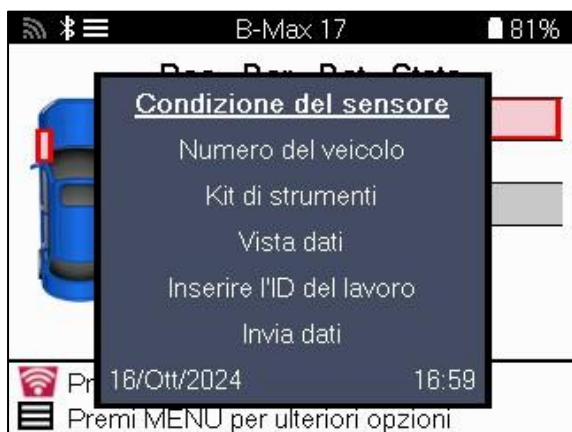 B-Max 17 81%
Condizione del sensore
Numero del veicolo
Kit di strumenti
Vista dati
Inserire l'ID del lavoro
Invia dati
16/Ott/2024 16:59
Premi MENU per ulteriori opzioni